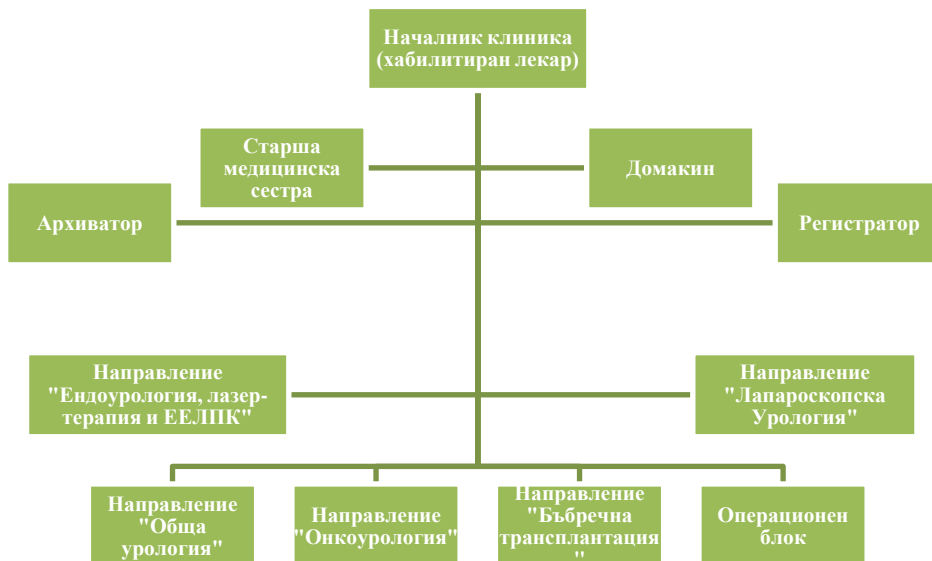 Началник клиника
(хабилитиран лекар)
Старша
медицинска
сестра
Домакин
Архиватор
Регистратор
Направление
"Ендоурология, лазер-
терапия и ЕЕЛПК"
Направление
"Лапароскопска
Урология"
Направление
"Обща
урология"
Направление
"Онкоурология"
Направление
"Бъбречна
трансплантация
"
Операционен
блок